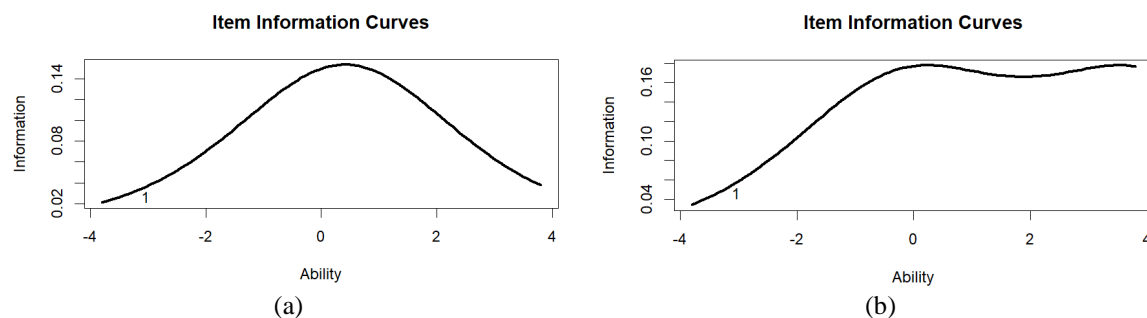 Item Information Curves
Information
0.02 0.08 0.14
1
-4 -2 0 2 4
Ability
(a)
Item Information Curves
Information
0.04 0.10 0.16
1
-4 -2 0 2 4
Ability
(b)